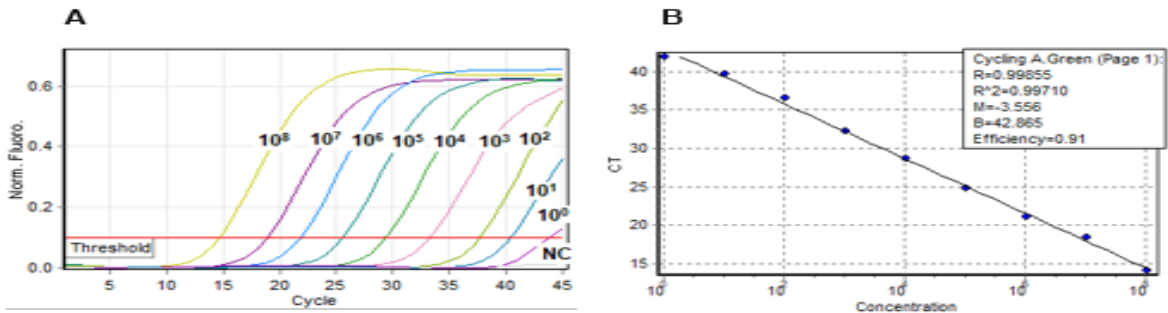 A
B
Norm. Fluoro.
0.6
0.4
0.2
0.0
10⁸
10⁷
10⁶
10⁵
10⁴
10³
10²
10¹
10⁰
NC
Threshold
5
10
15
20
25
30
35
40
45
Cycle
CT
40
35
30
25
20
15
Cycling A.Green (Page 1):
R=0.99855
R^2=0.99710
M=-3.556
B=42.865
Efficiency=0.91
Concentration